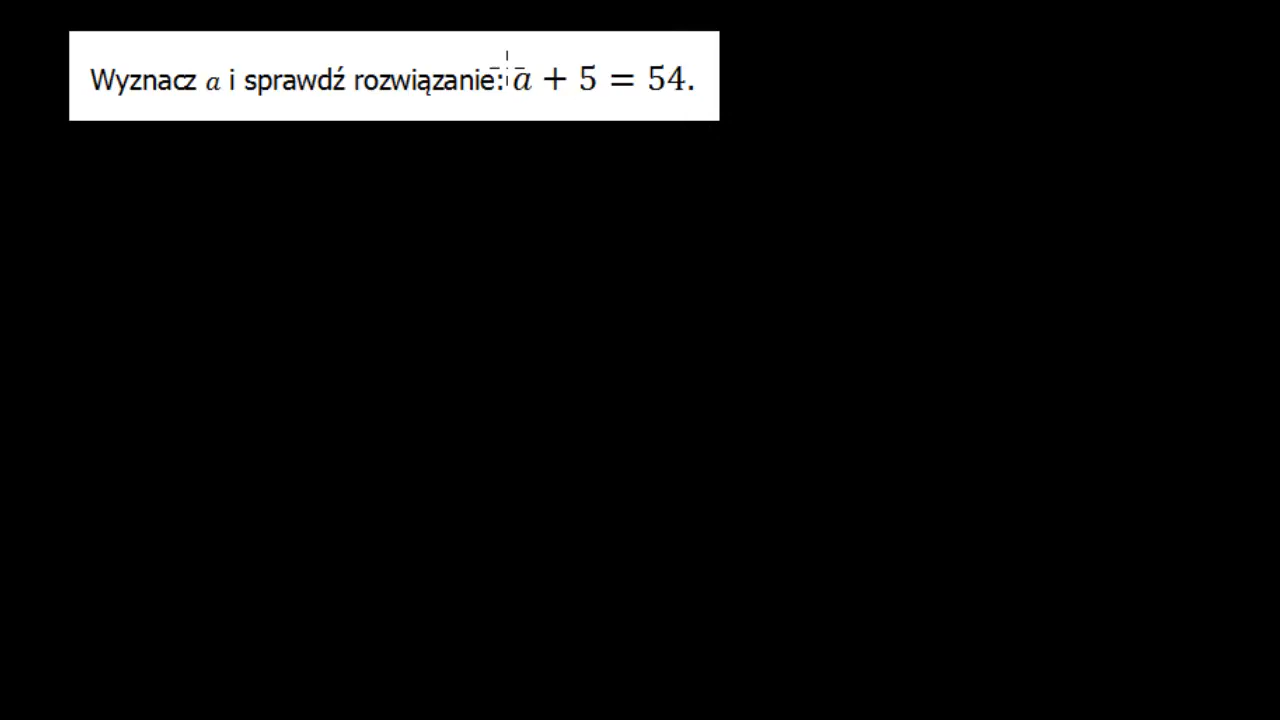 Wyznacz a i sprawdź rozwiązanie: a + 5 = 54.